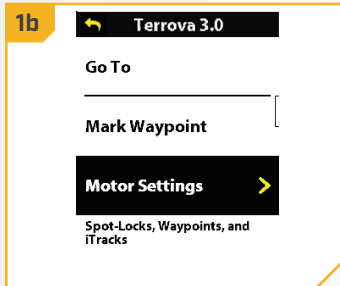 1b
Terrova 3.0
Go To
Mark Waypoint
Motor Settings
Spot-Locks, Waypoints, and
iTracks